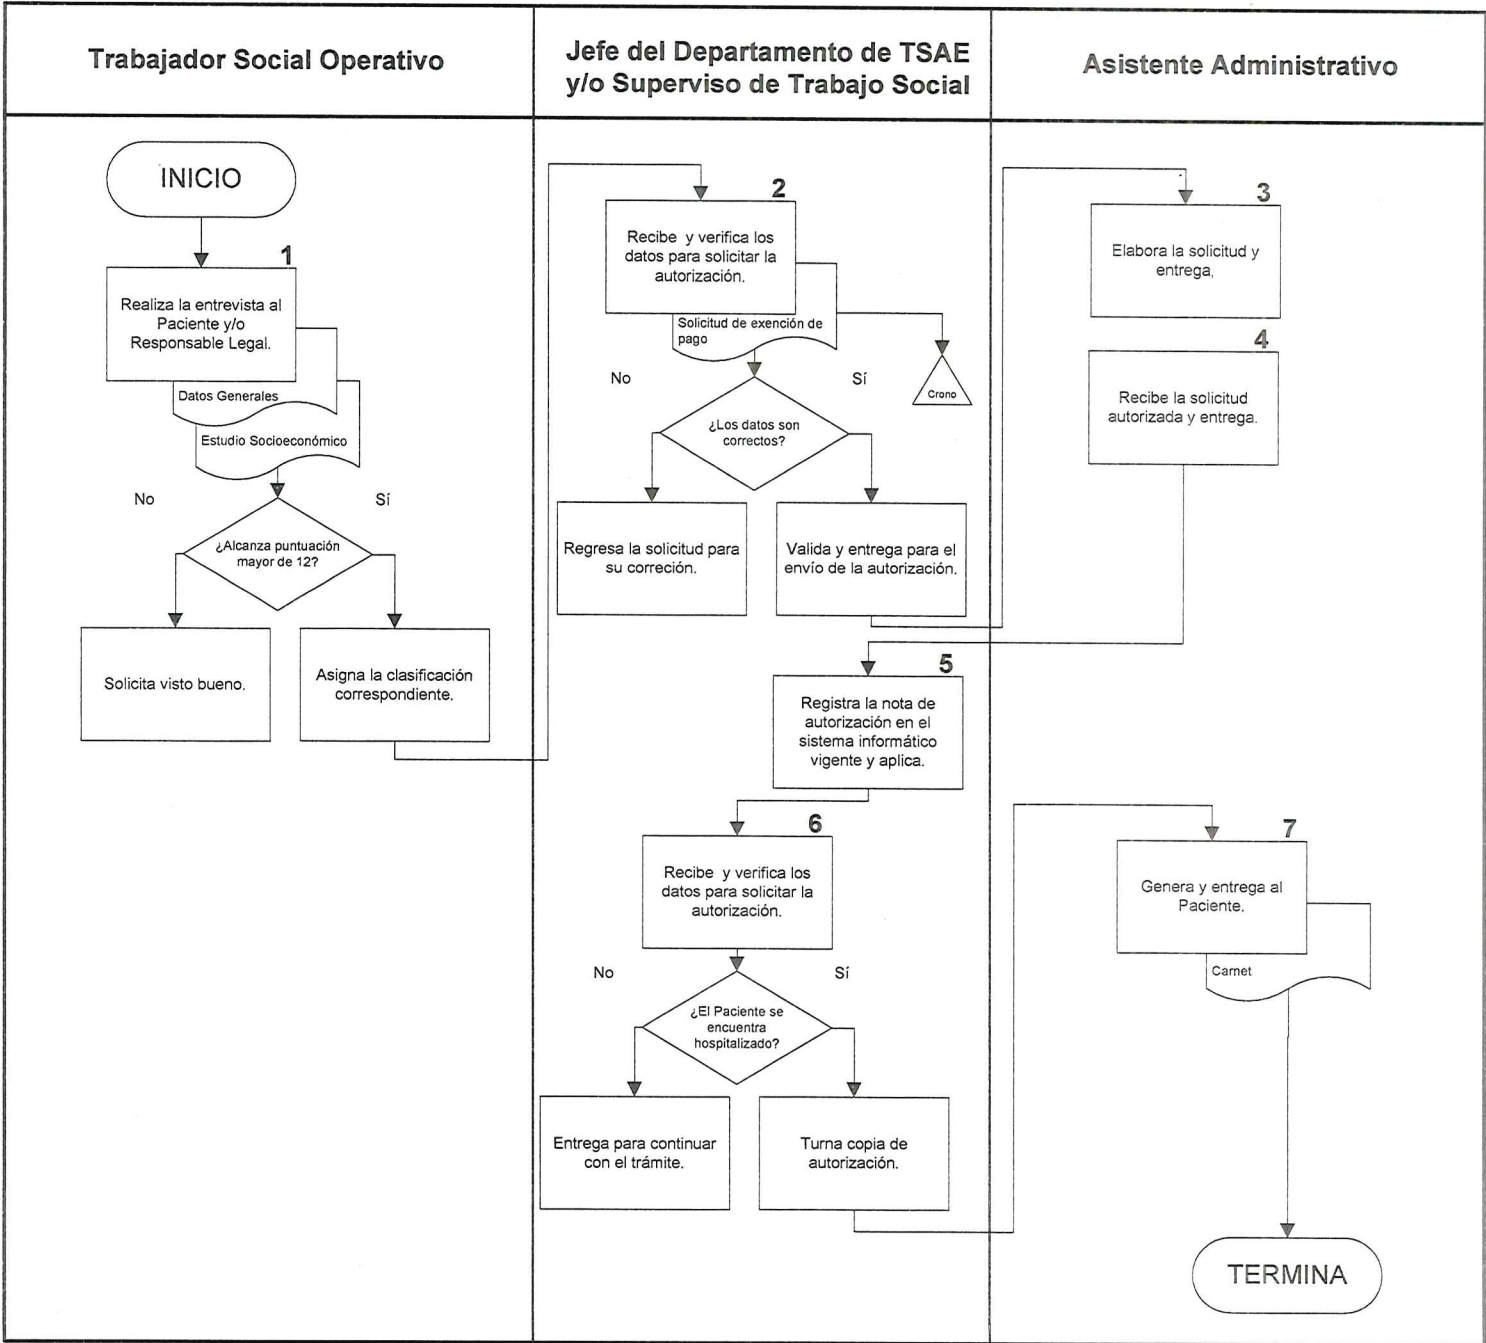 Trabajador Social Operativo
Jefe del Departamento de TSAE
y/o Superviso de Trabajo Social
Asistente Administrativo
INICIO
1
Realiza la entrevista al
Paciente y/o
Responsable Legal.
Datos Generales
Estudio Socioeconómico
No
Sí
¿Alcanza puntuación
mayor de 12?
Solicita visto bueno.
Asigna la clasificación
correspondiente.
2
Recibe y verifica los
datos para solicitar la
autorización.
Solicitud de exención de
pago
Crono
No
Sí
¿Los datos son
correctos?
Regresa la solicitud para
su correción.
Valida y entrega para el
envío de la autorización.
3
Elabora la solicitud y
entrega,
4
Recibe la solicitud
autorizada y entrega.
5
Registra la nota de
autorización en el
sistema informático
vigente y aplica.
6
Recibe y verifica los
datos para solicitar la
autorización.
No
Sí
¿El Paciente se
encuentra
hospitalizado?
Entrega para continuar
con el trámite.
Turna copia de
autorización.
7
Genera y entrega al
Paciente.
Carnet
TERMINA